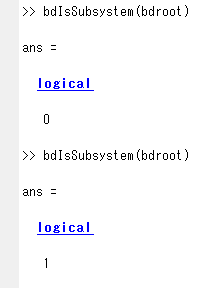 >> bdIsSubsystem(bdroot)
ans =
logical
0
>> bdIsSubsystem(bdroot)
ans =
logical
1